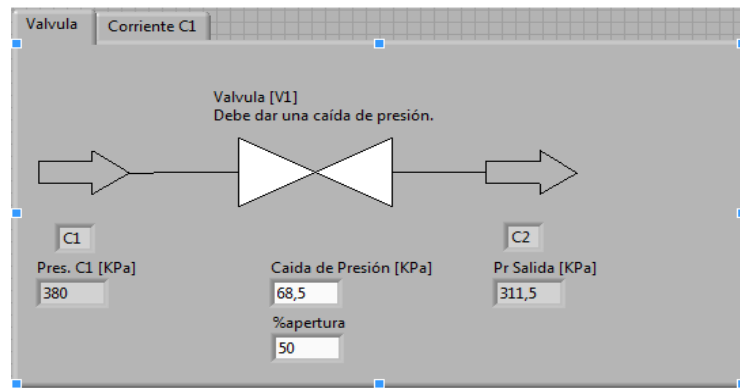 Valvula
Corriente C1
Valvula [V1]
Debe dar una caída de presión.
C1
C2
Pres. C1 [KPa]
Caida de Presión [KPa]
Pr Salida [KPa]
380
68,5
311,5
%apertura
50